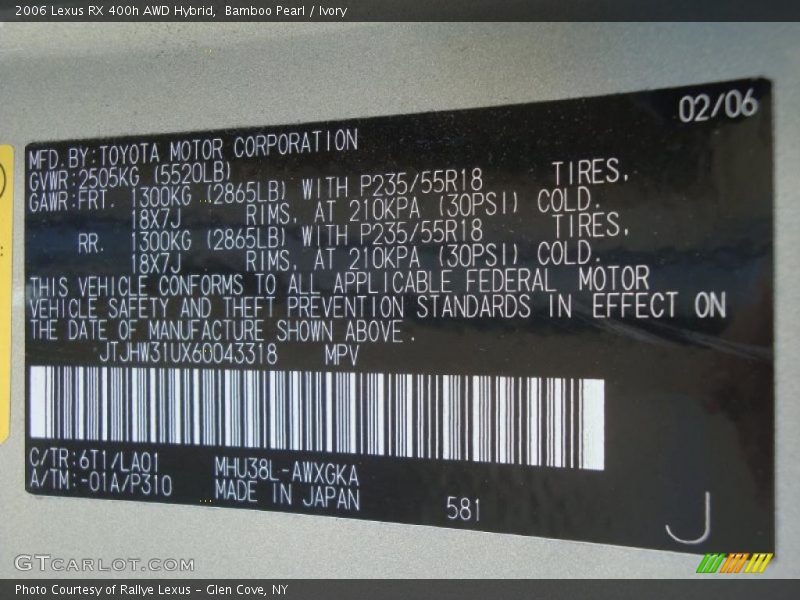 2006 Lexus RX 400h AWD Hybrid, Bamboo Pearl / Ivory
02/06
MFD.BY:TOYOTA MOTOR CORPORATION
GVWR:2505KG (5520LB)
GAWR:FRT. 1300KG (2865LB) WITH P235/55R18 TIRES,
18X7J RIMS, AT 210KPA (30PSI) COLD.
RR. 1300KG (2865LB) WITH P235/55R18 TIRES,
18X7J RIMS, AT 210KPA (30PSI) COLD.
THIS VEHICLE CONFORMS TO ALL APPLICABLE FEDERAL MOTOR
VEHICLE SAFETY AND THEFT PREVENTION STANDARDS IN EFFECT ON
THE DATE OF MANUFACTURE SHOWN ABOVE.
JTJHW31UX60043318 MPV
C/TR:6T1/LA01 MHU38L-AWXGKA
A/TM:-01A/P310 MADE IN JAPAN 581
J
GTCARLOT.COM
Photo Courtesy of Rallye Lexus - Glen Cove, NY